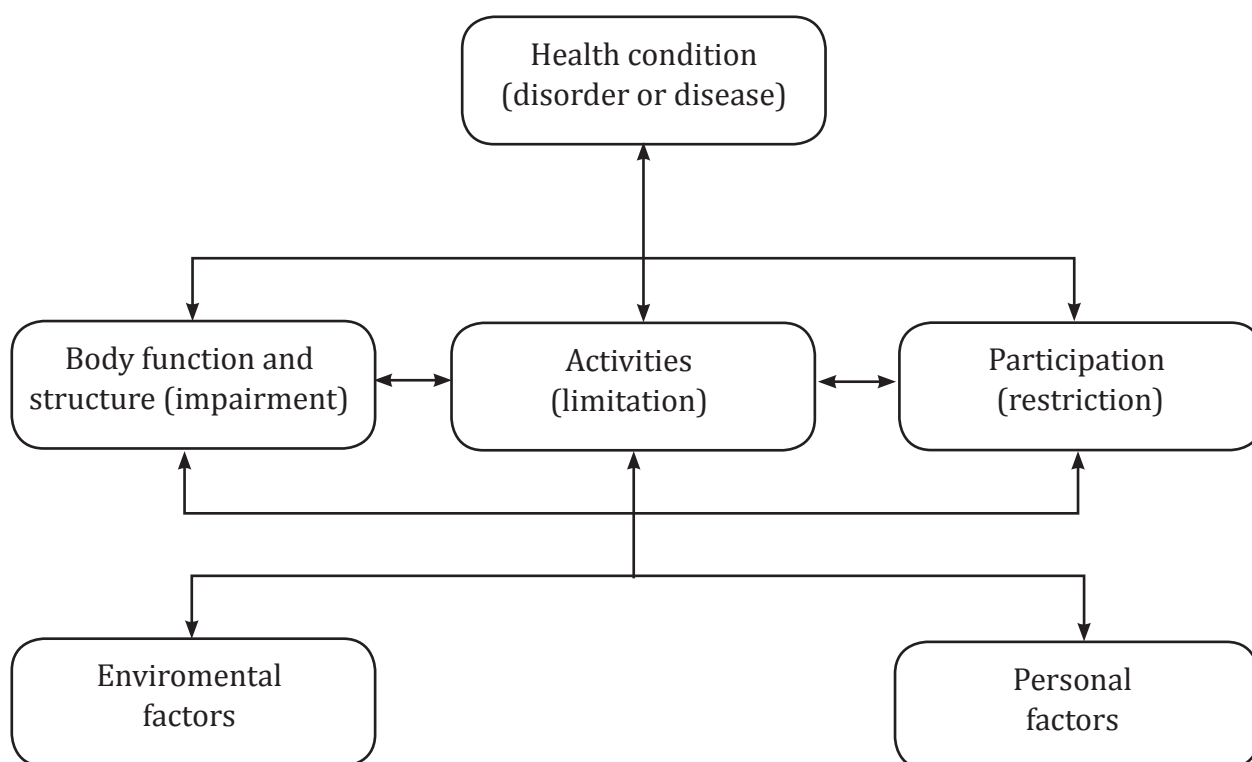 Health condition
(disorder or disease)
Body function and
structure (impairment)
Activities
(limitation)
Participation
(restriction)
Enviromental
factors
Personal
factors